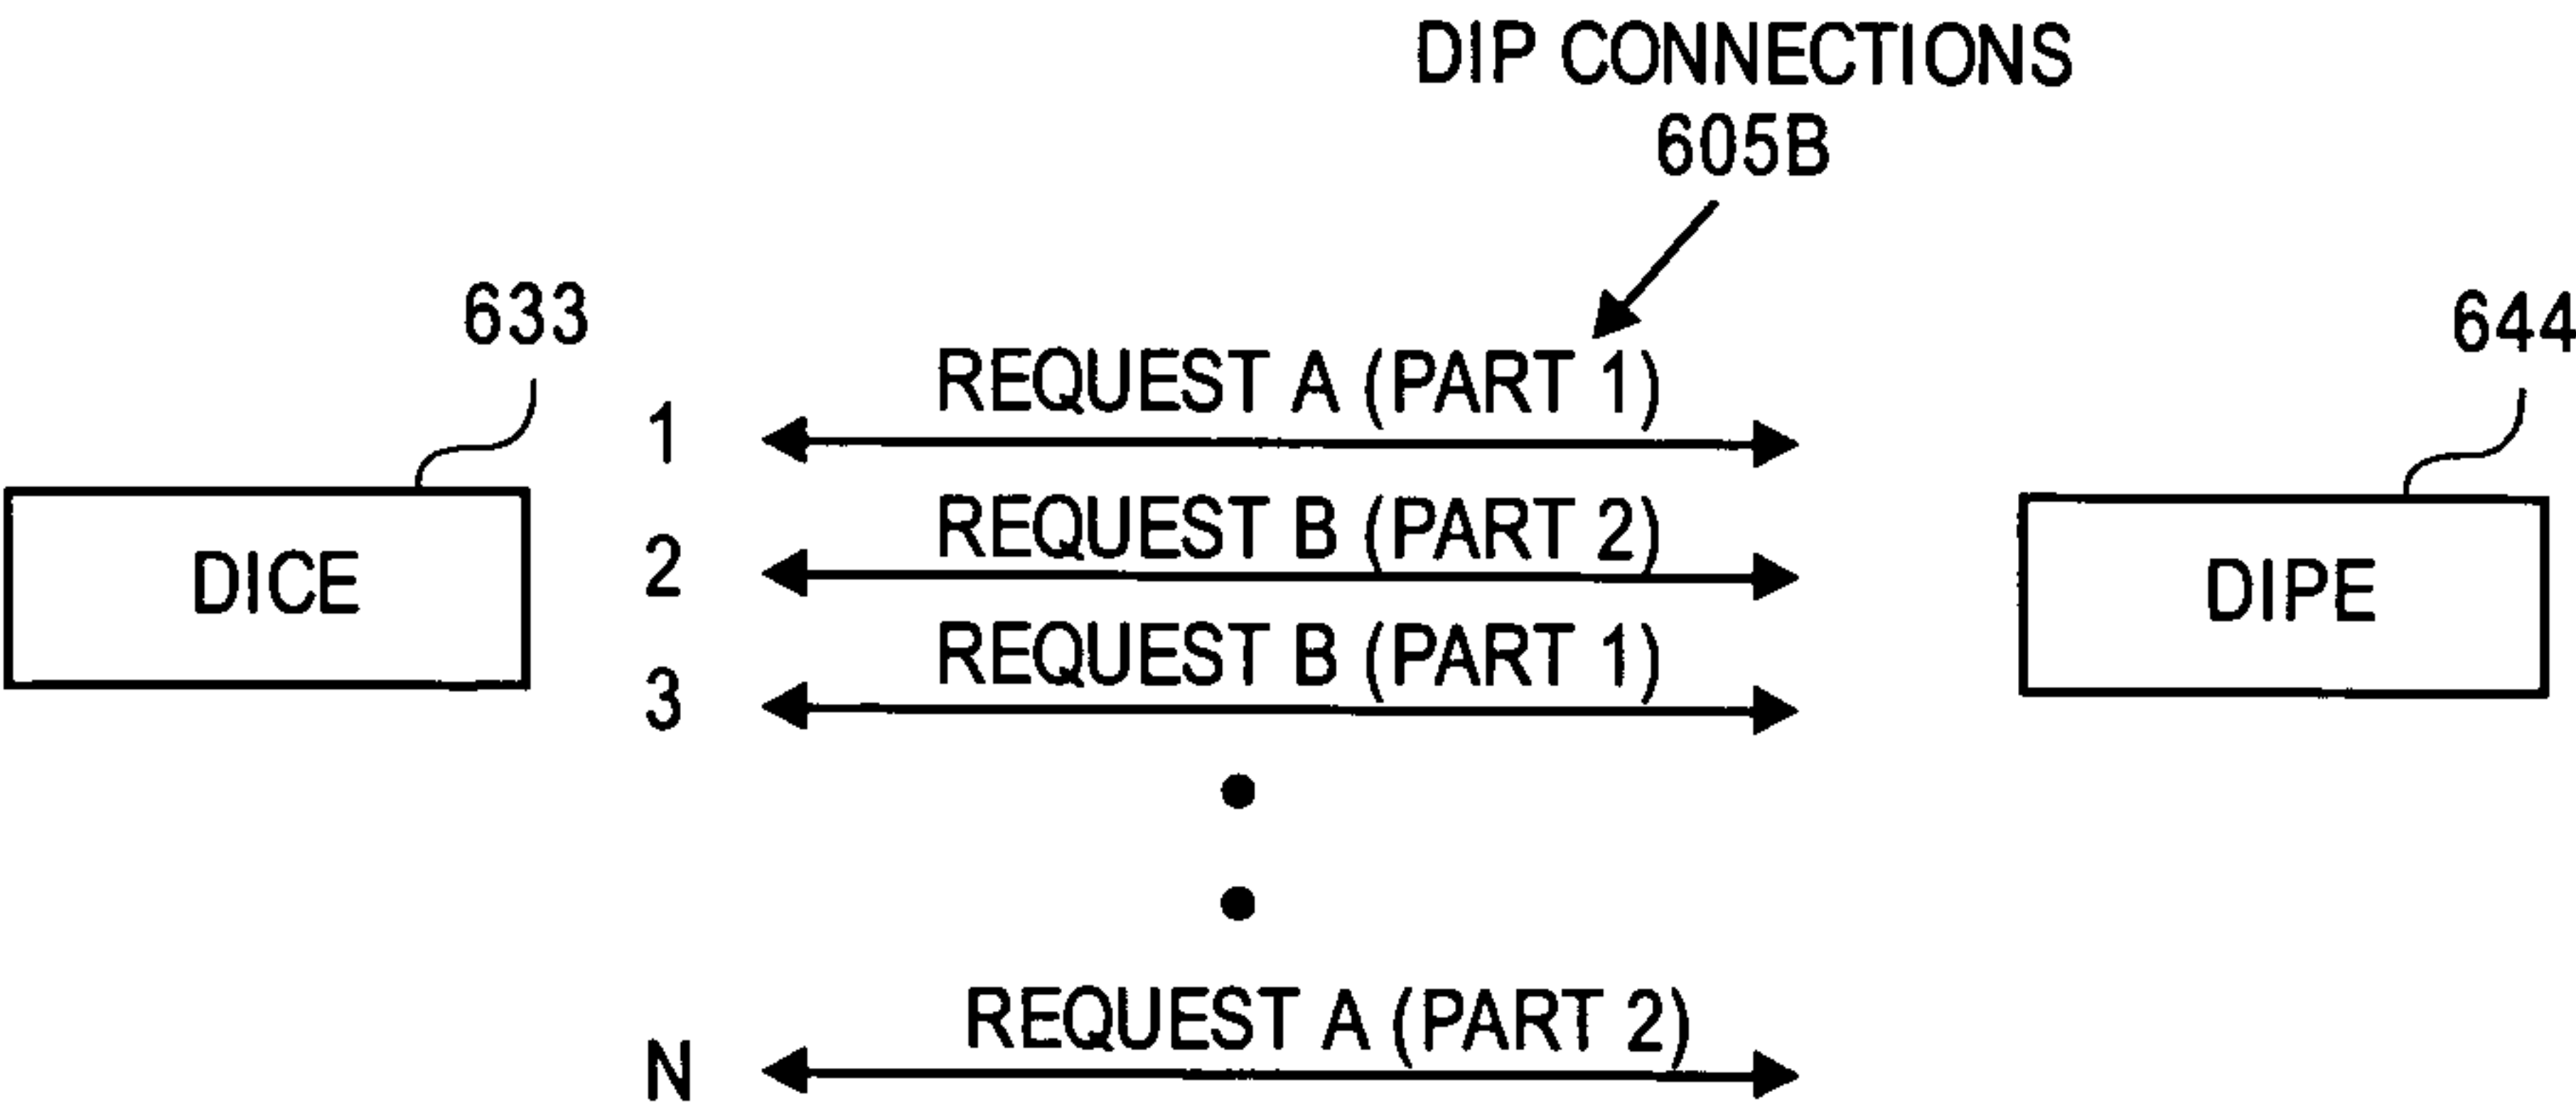 DIP CONNECTIONS
605B
633
644
REQUEST A (PART 1)
1
REQUEST B (PART 2)
2
DICE
DIPE
REQUEST B (PART 1)
3
REQUEST A (PART 2)
N